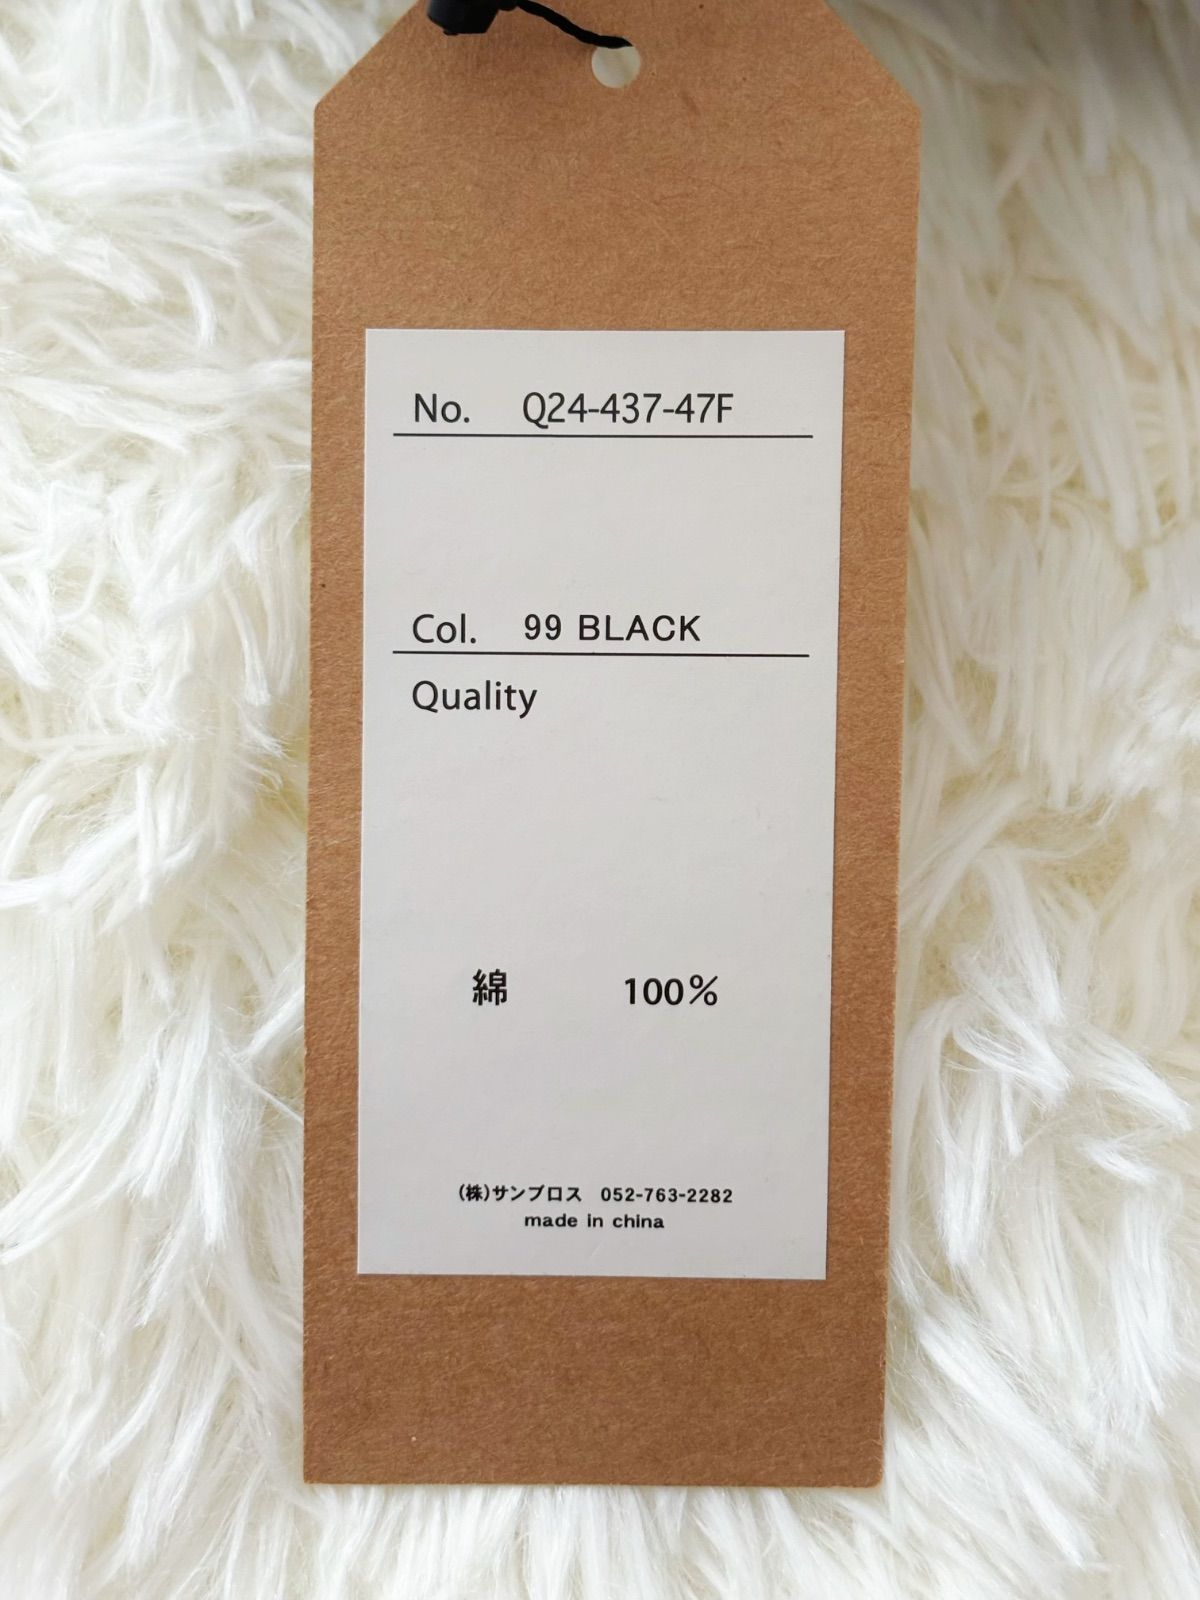 No. Q24-437-47F
Col. 99 BLACK
Quality
綿 100%
(株)サンブロス 052-763-2282
made in china